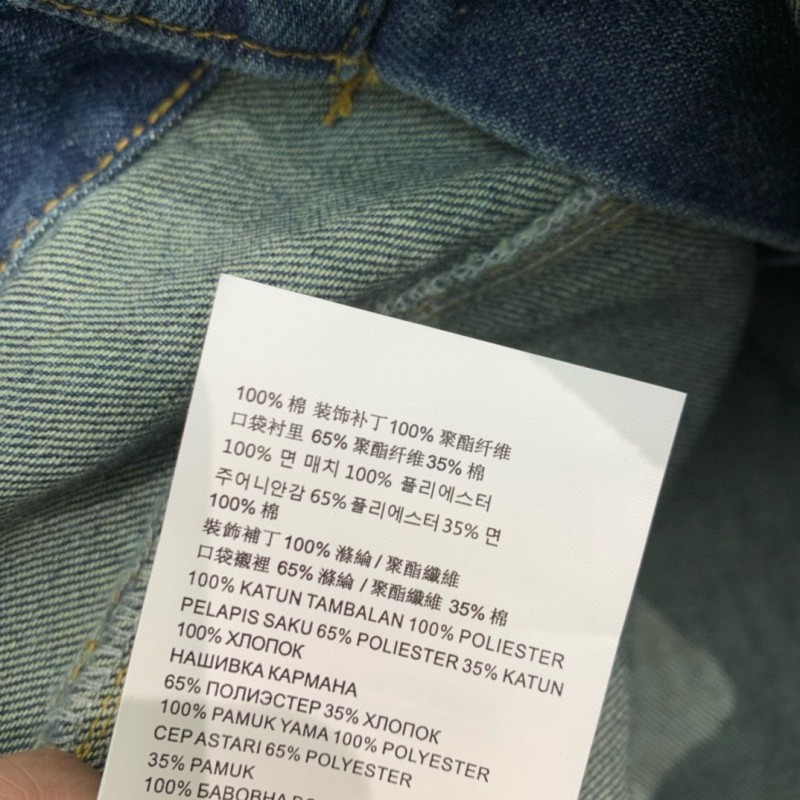 100% 棉 装饰补丁100% 聚酯纤维
口袋衬里 65% 聚酯纤维35% 棉
100% 면 매치 100% 폴리에스터
주어니안감 65%폴리에스터35% 면
100% 棉
裝飾補丁100% 滌綸 / 聚酯纖維
口袋襯裡 65% 滌綸 / 聚酯纖維 35% 棉
100% KATUN TAMBALAN 100% POLIESTER
PELAPIS SAKU 65% POLIESTER 35% KATUN
100% ХЛОПОК
НАШИВКА КАРМАНА
65% ПОЛИЭСТЕР 35% ХЛОПОК
100% PAMUK YAMA 100% POLYESTER
CEP ASTARI 65% POLYESTER
35% PAMUK
100% БАВОВНА